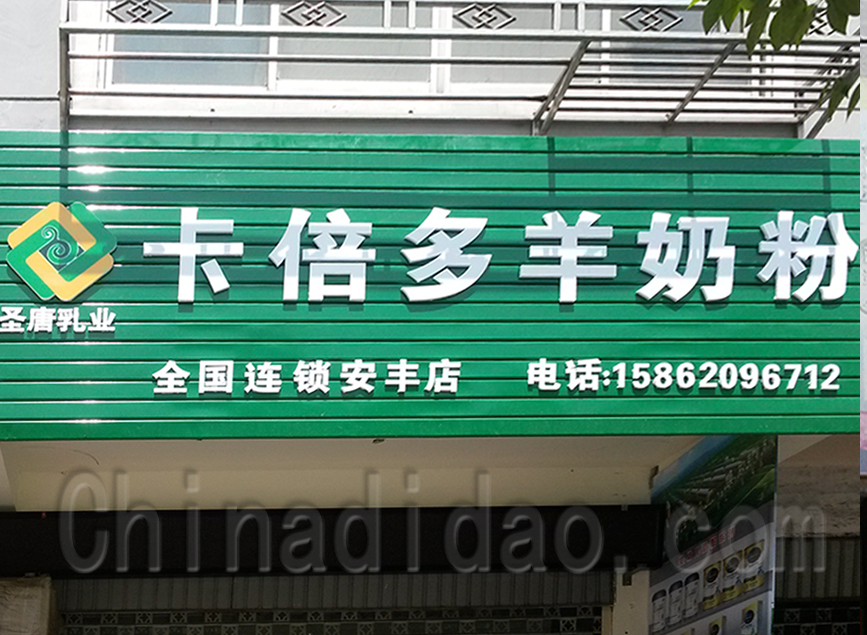 卡倍多羊奶粉
圣唐乳业
全国连锁安丰店 电话:15862096712
Chinadidao.com